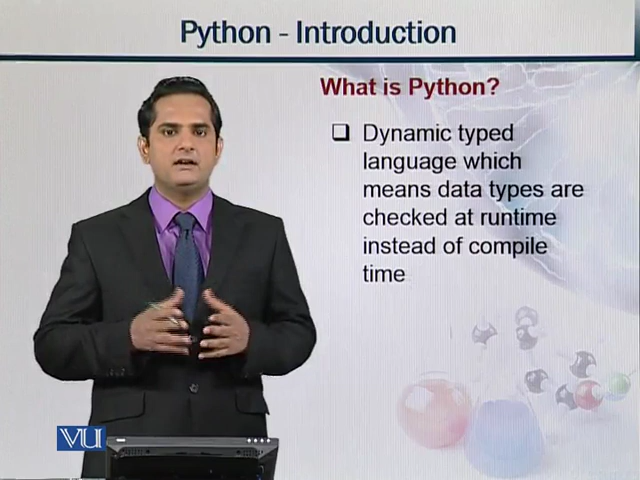 Python - Introduction
What is Python?
Dynamic typed
language which
means data types are
checked at runtime
instead of compile
time
VU